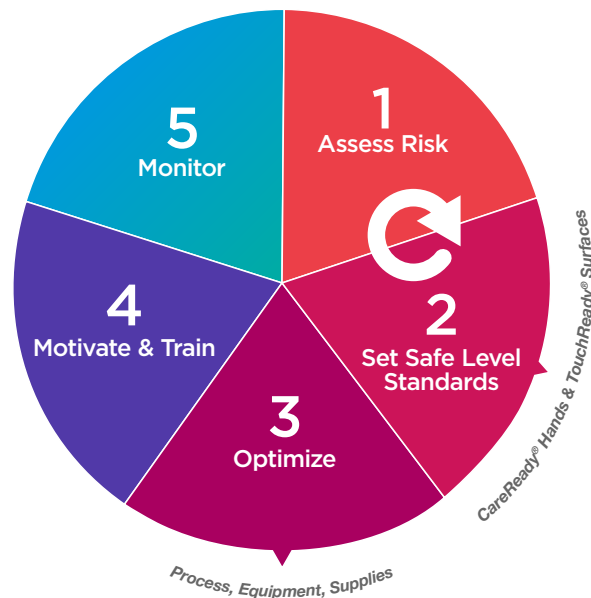 1
Assess Risk
2
Set Safe Level
Standards
CareReady® Hands & TouchReady® Surfaces
3
Optimize
Process, Equipment, Supplies
4
Motivate & Train
5
Monitor